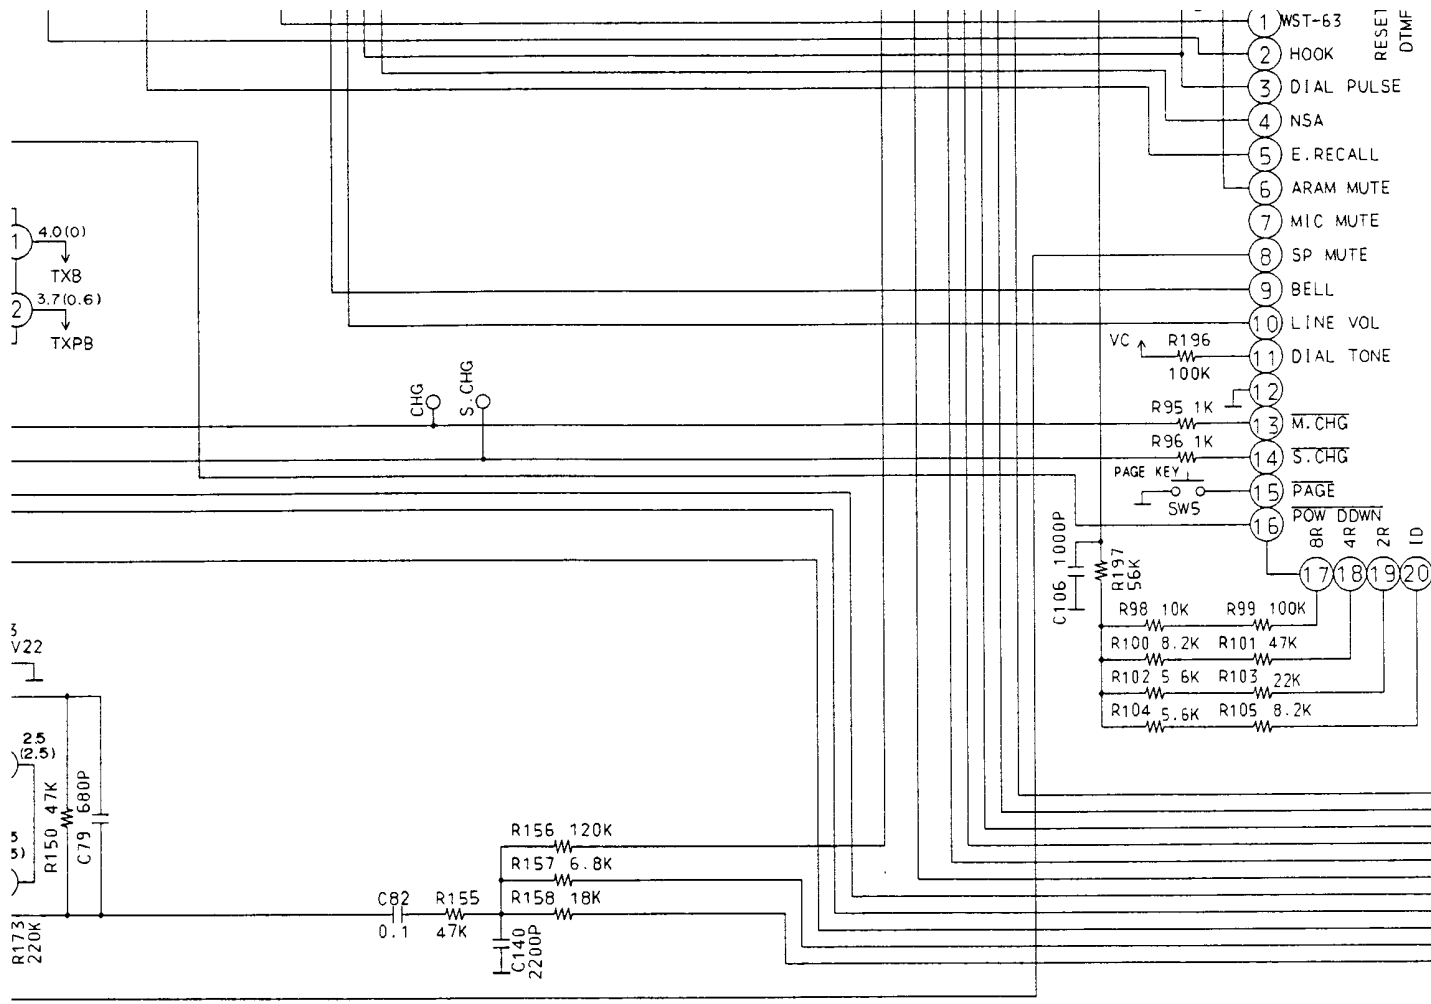 1 WST-63
RESET
DTMF
2 HOOK
3 DIAL PULSE
4 NSA
5 E.RECALL
6 ARAM MUTE
7 MIC MUTE
8 SP MUTE
9 BELL
10 LINE VOL
11 DIAL TONE
12
13 M.CHG
14 S.CHG
15 PAGE
16 POW DDWN
8R
4R
2R
1D
17 18 19 20
1 4.0(0)
TXB
2 3.7(0.6)
TXPB
CHG
S.CHG
VC
R196
100K
R95 1K
R96 1K
PAGE KEY
SW5
C106 1000P
R197
56K
R98 10K R99 100K
R100 8.2K R101 47K
R102 5 6K R103 22K
R104 5.6K R105 8.2K
3
V22
2.5
(2.5)
5
5)
R150 47K
C79 680P
R173
220K
C82
0.1
R155
47K
R156 120K
R157 6.8K
R158 18K
C140
2200P